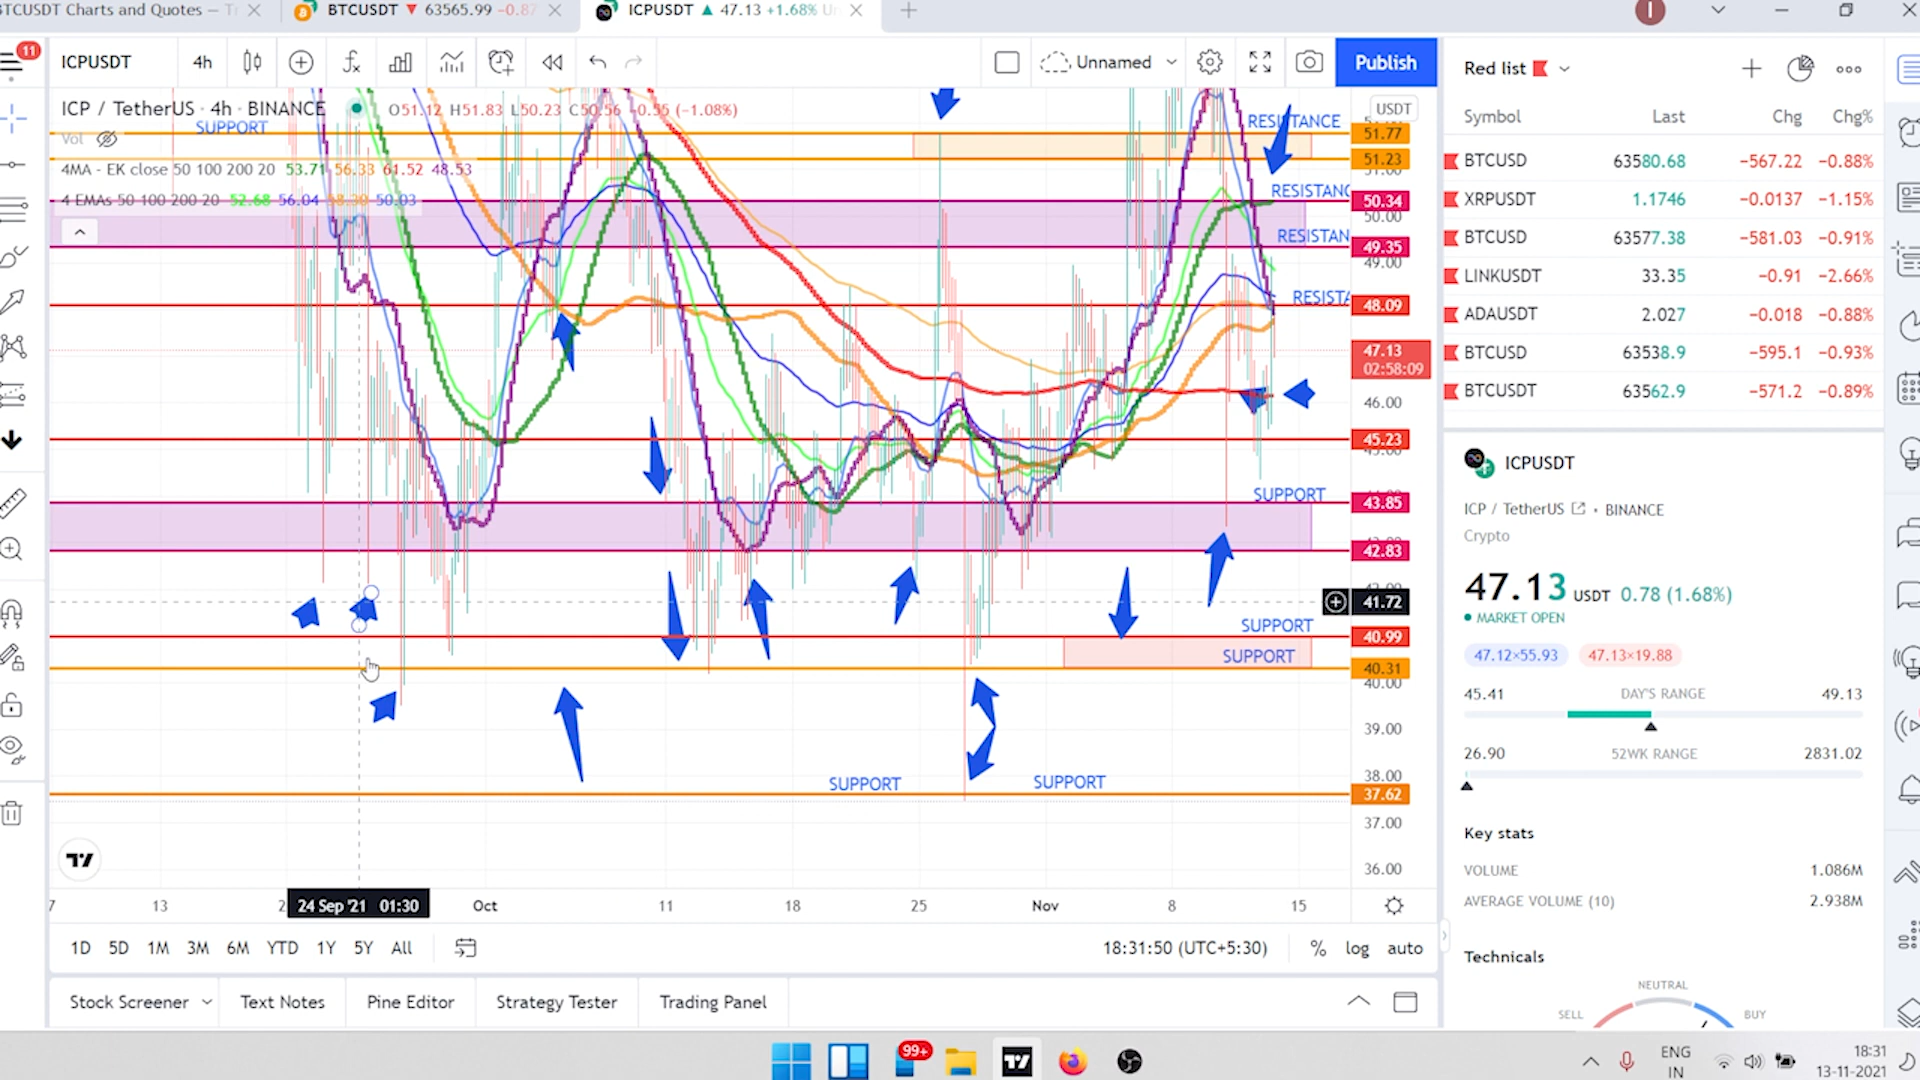 BTCUSDT 63565.99 -0.87
ICPUSDT 47.13 +1.68%
11
ICPUSDT 4h Unnamed Publish
ICP / TetherUS · 4h · BINANCE O51.12 H51.83 L50.23 C50.56 -0.55 (-1.08%)
Vol
4MA - EK close 50 100 200 20 53.71 56.33 61.52 48.53
4 EMAs 50 100 200 20 52.68 56.04 50.03
SUPPORT
RESISTANCE
RESISTANC
RESISTAN
RESISTA
SUPPORT
SUPPORT
SUPPORT
SUPPORT
SUPPORT
USDT
51.77
51.23
51.00
50.34
50.00
49.35
49.00
48.09
47.13
02:58:09
46.00
45.23
45.00
43.85
42.83
41.72
40.99
40.31
40.00
39.00
38.00
37.62
37.00
36.00
7 13 24 Sep '21 01:30 Oct 11 18 25 Nov 8 15
1D 5D 1M 3M 6M YTD 1Y 5Y All 18:31:50 (UTC+5:30) % log auto
Stock Screener Text Notes Pine Editor Strategy Tester Trading Panel
Red list
Symbol Last Chg Chg%
BTCUSD 63580.68 -567.22 -0.88%
XRPUSDT 1.1746 -0.0137 -1.15%
BTCUSD 63577.38 -581.03 -0.91%
LINKUSDT 33.35 -0.91 -2.66%
ADAUSDT 2.027 -0.018 -0.88%
BTCUSD 63538.9 -595.1 -0.93%
BTCUSDT 63562.9 -571.2 -0.89%
ICPUSDT
ICP / TetherUS · BINANCE
Crypto
47.13 USDT 0.78 (1.68%)
MARKET OPEN
47.12×55.93 47.13×19.88
45.41 DAY'S RANGE 49.13
26.90 52WK RANGE 2831.02
Key stats
VOLUME 1.086M
AVERAGE VOLUME (10) 2.938M
Technicals
NEUTRAL
SELL BUY
99+
ENG
IN
18:31
13-11-2021